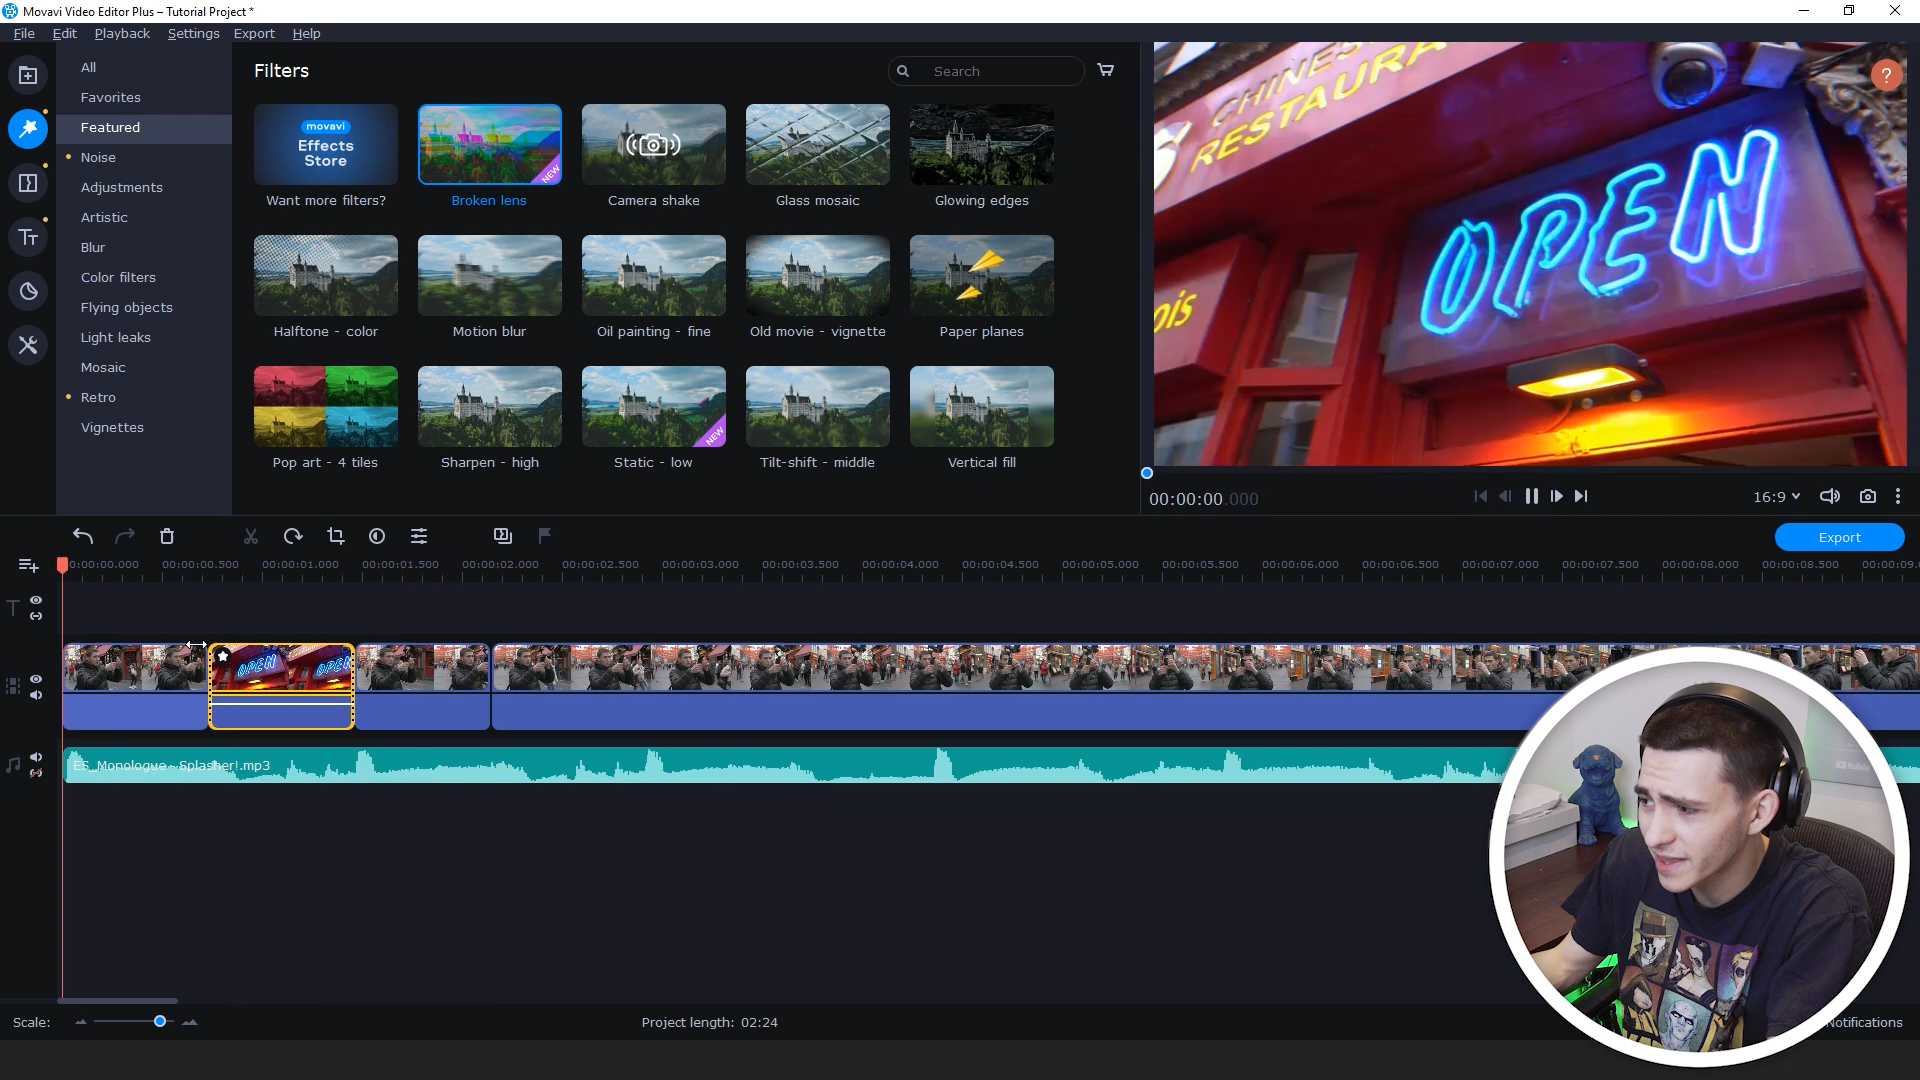 Movavi Video Editor Plus – Tutorial Project *
File Edit Playback Settings Export Help
All
Favorites
Featured
Noise
Adjustments
Artistic
Blur
Color filters
Flying objects
Light leaks
Mosaic
Retro
Vignettes
Filters
Search
movavi
Effects
Store
NEW
Want more filters?
Broken lens
Camera shake
Glass mosaic
Glowing edges
Halftone - color
Motion blur
Oil painting - fine
Old movie - vignette
Paper planes
NEW
Pop art - 4 tiles
Sharpen - high
Static - low
Tilt-shift - middle
Vertical fill
CHINES
RESTAURA
OPEN
ois
?
00:00:00.000
16:9
Export
0:00:00.000 00:00:00.500 00:00:01.000 00:00:01.500 00:00:02.000 00:00:02.500 00:00:03.000 00:00:03.500 00:00:04.000 00:00:04.500 00:00:05.000 00:00:05.500 00:00:06.000 00:00:06.500 00:00:07.000 00:00:07.500 00:00:08.000 00:00:08.500 00:00:09.
OPEN OPEN
ES_Monologue - Splasher!.mp3
Scale:
Project length: 02:24
Notifications